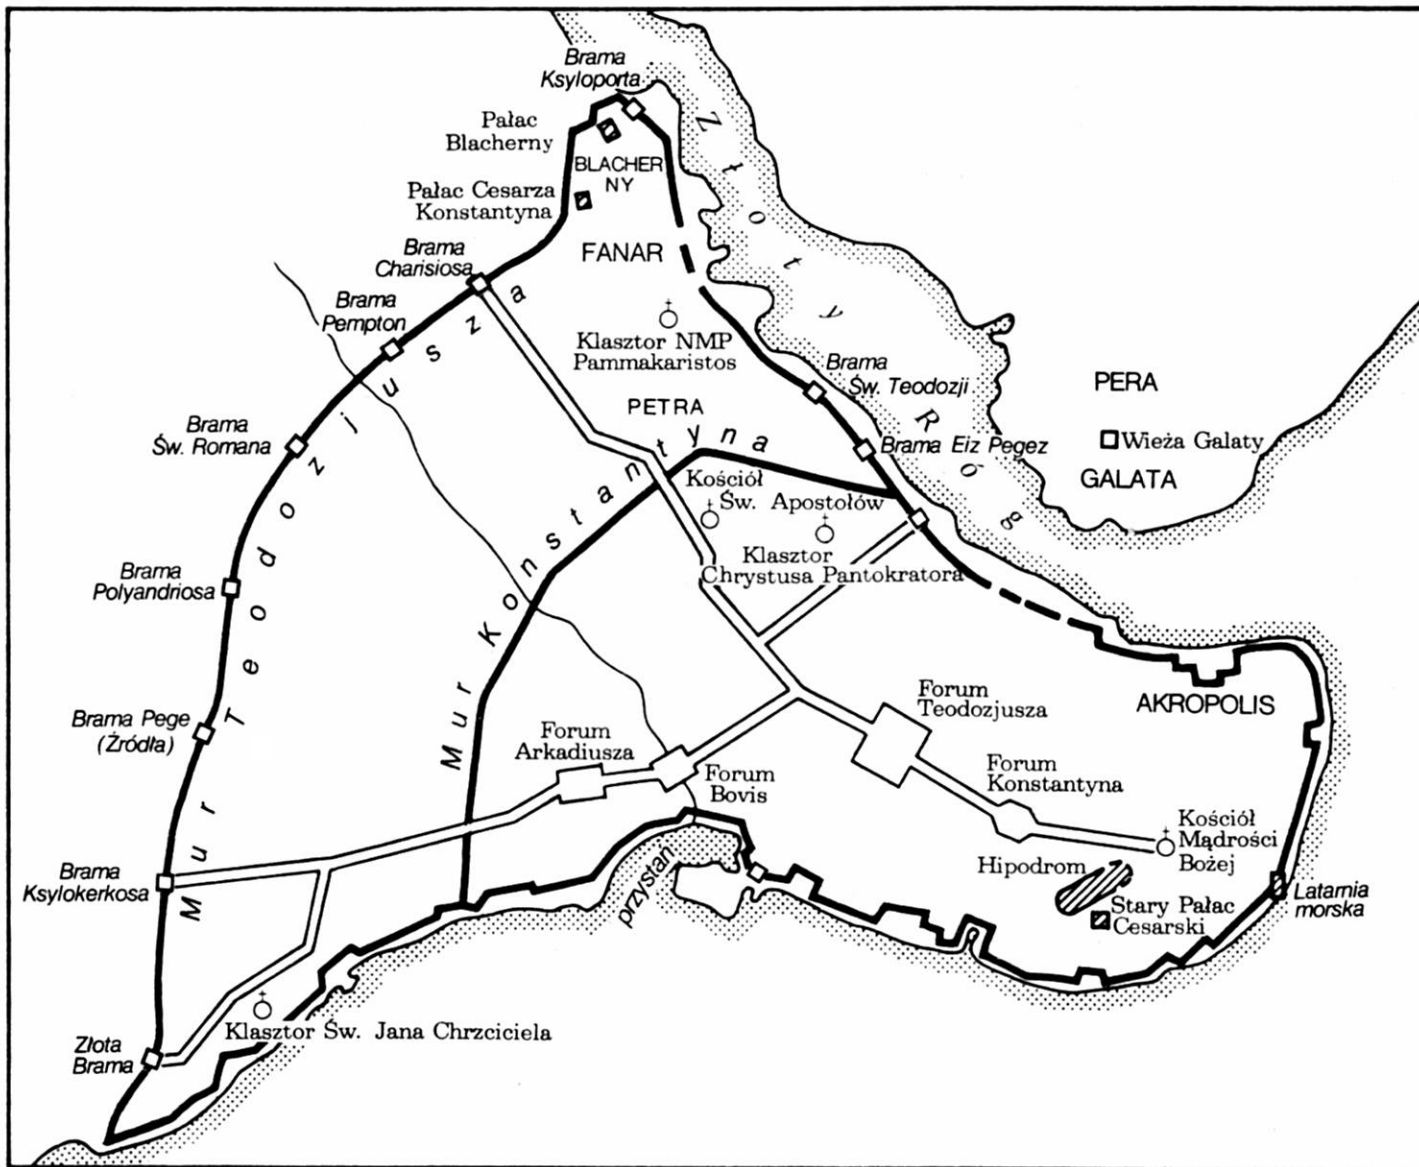 Brama
Ksyloporta
Pałac
Blacherny
BLACHER
NY
Pałac Cesarza
Konstantyna
FANAR
Złoty Róg
Brama
Charisiosa
Brama
Pempton
Klasztor NMP
Pammakaristos
Brama
Św. Teodozji
PERA
PETRA
Brama
Św. Romana
Brama Eiz Pegez
Wieża Galaty
GALATA
Mur Teodozjusza
Mur Konstantyna
Kościół
Św. Apostołów
Klasztor
Chrystusa Pantokratora
Brama
Polyandriosa
Forum
Teodozjusza
AKROPOLIS
Brama Pege
(Źródła)
Forum
Arkadiusza
Forum
Bovis
Forum
Konstantyna
Kościół
Mądrości
Bożej
Hipodrom
Brama
Ksylokerkosa
przystań
Stary Pałac
Cesarski
Latarnia
morska
Klasztor Św. Jana Chrzciciela
Złota
Brama